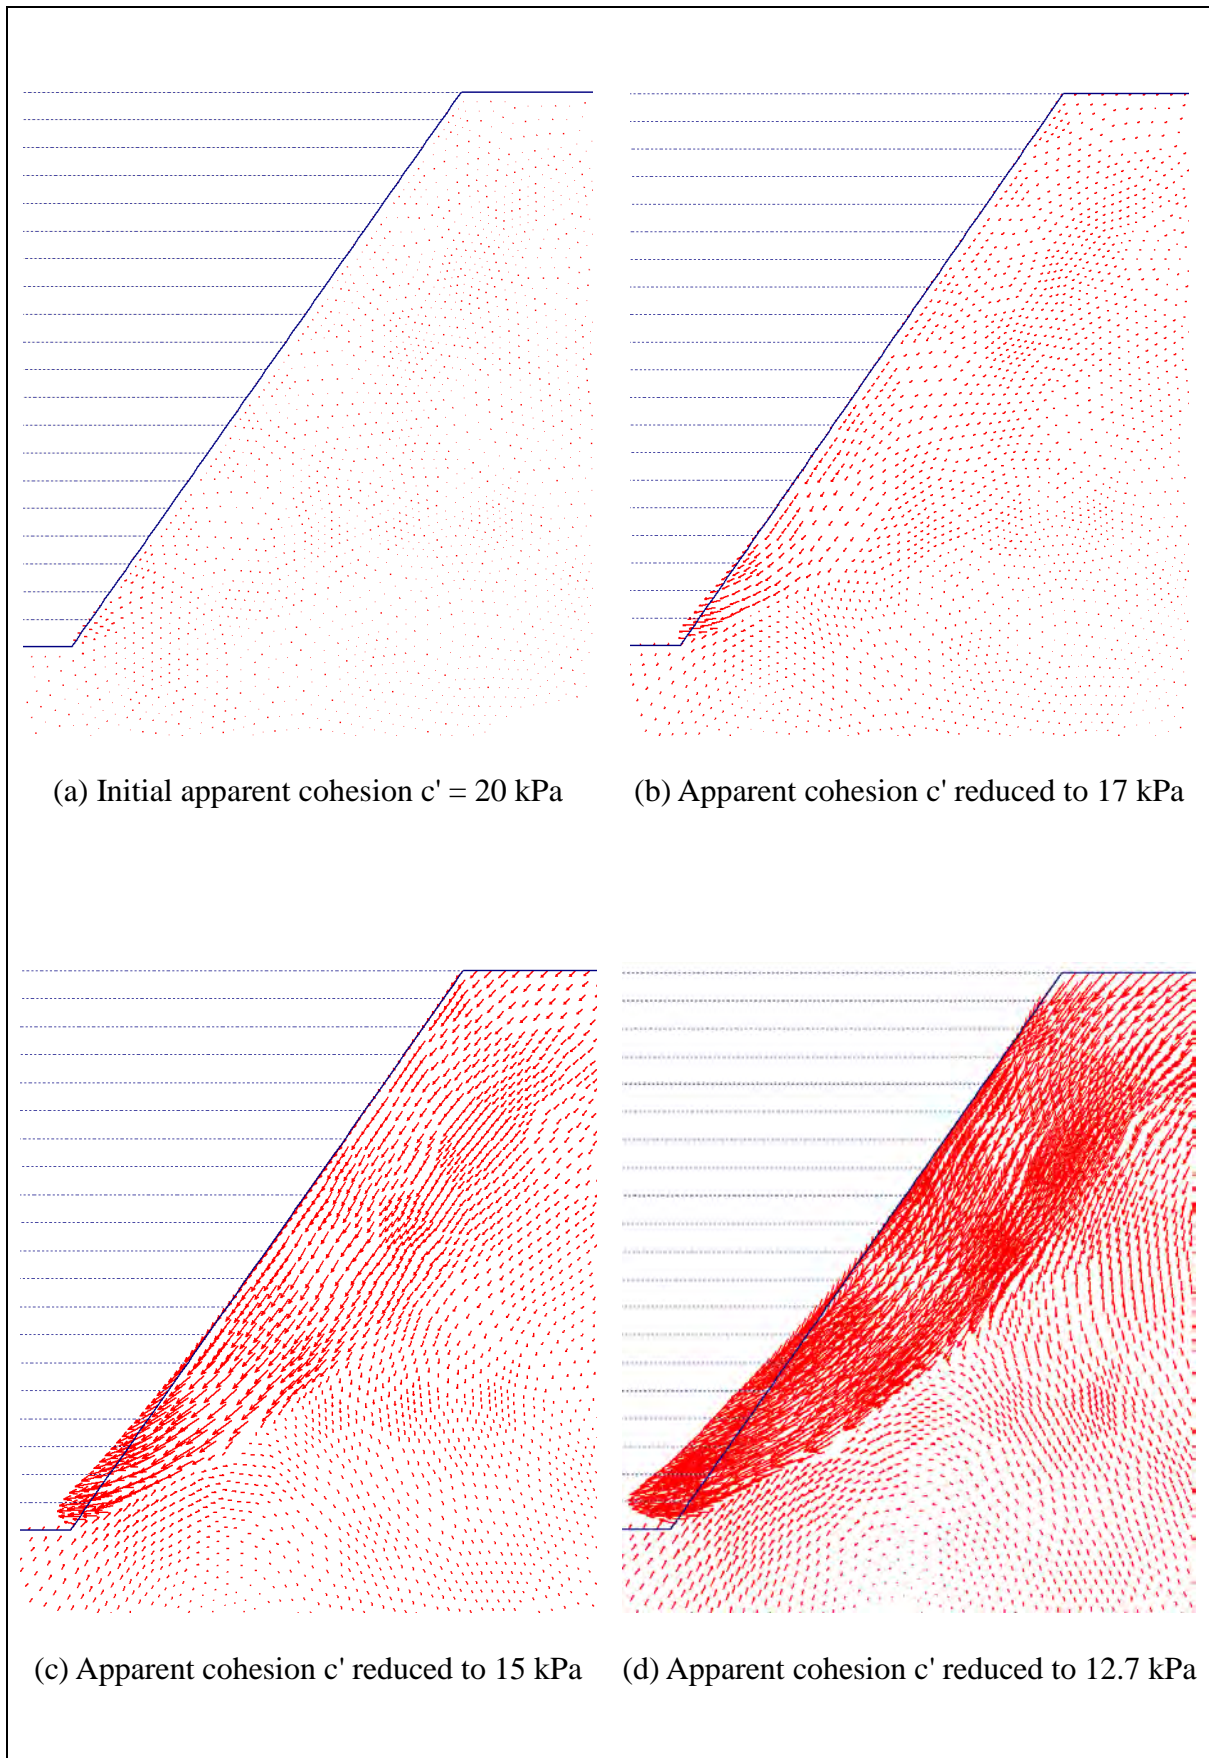 (a) Initial apparent cohesion c' = 20 kPa
(b) Apparent cohesion c' reduced to 17 kPa
(c) Apparent cohesion c' reduced to 15 kPa
(d) Apparent cohesion c' reduced to 12.7 kPa